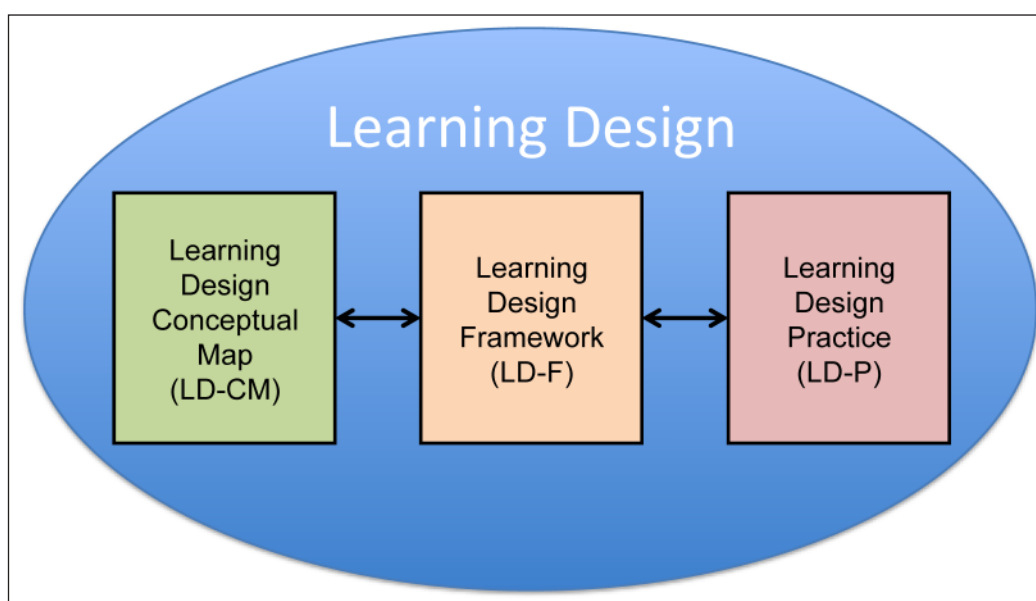 Learning Design
Learning
Design
Conceptual
Map
(LD-CM)
Learning
Design
Framework
(LD-F)
Learning
Design
Practice
(LD-P)